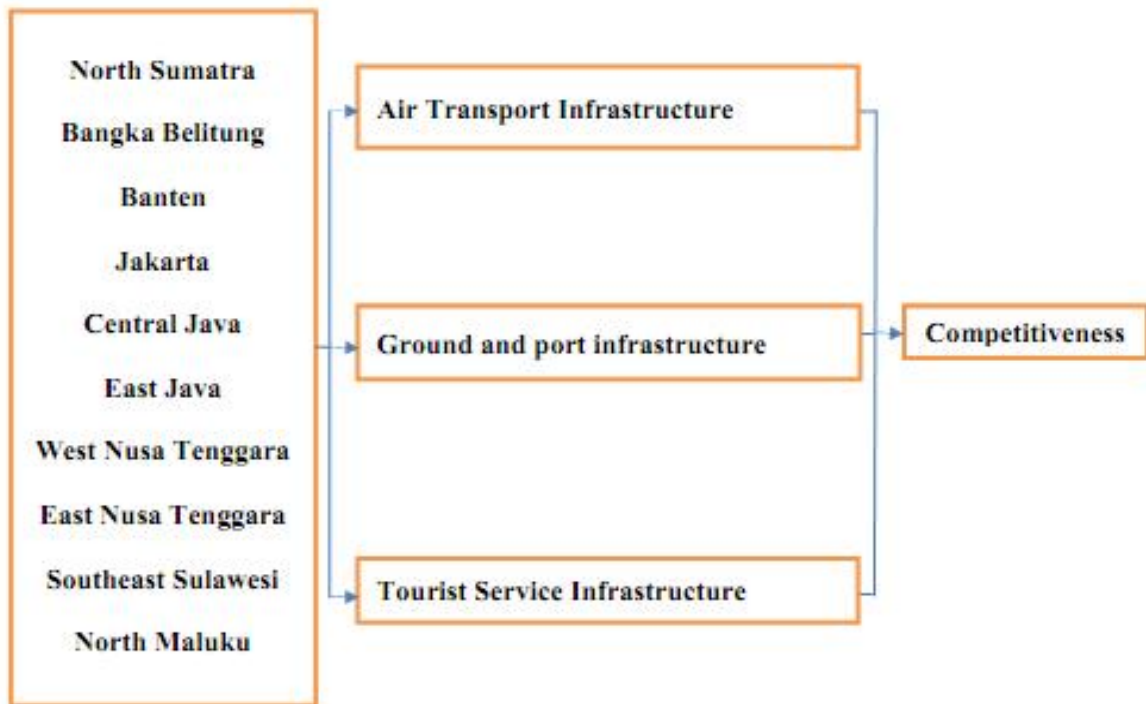 North Sumatra
Bangka Belitung
Banten
Jakarta
Central Java
East Java
West Nusa Tenggara
East Nusa Tenggara
Southeast Sulawesi
North Maluku
Air Transport Infrastructure
Ground and port infrastructure
Tourist Service Infrastructure
Competitiveness